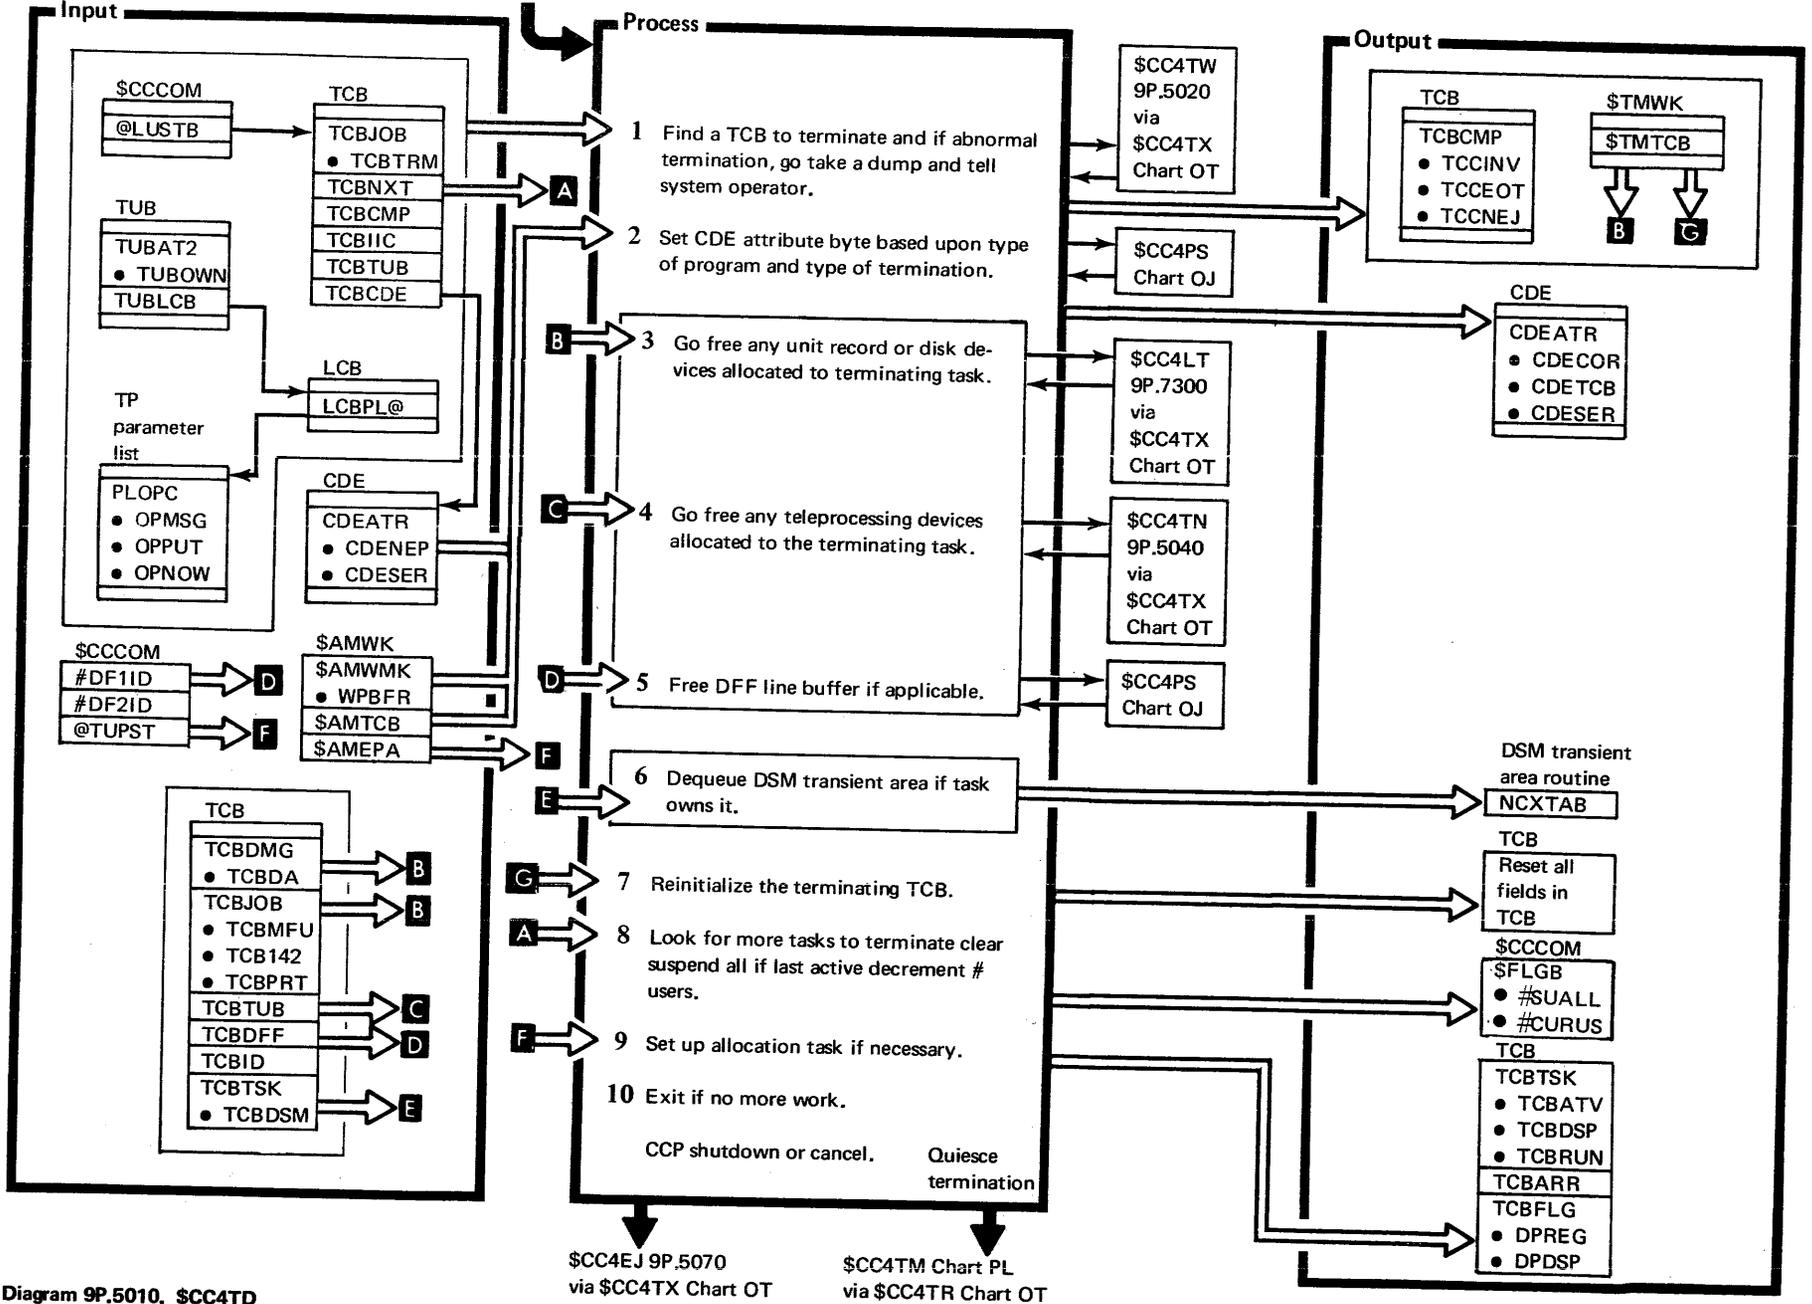 Input
$CCCOM
@LUSTB
TCB
TCBJOB
• TCBTRM
TCBNXT
TCBCMP
TCBIIC
TCBTUB
TCBCDE
A
TUB
TUBAT2
• TUBOWN
TUBLCB
LCB
LCBPL@
TP
parameter
list
PLOPC
• OPMSG
• OPPUT
• OPNOW
CDE
CDEATR
• CDENEP
• CDESER
$CCCOM
#DF1ID
#DF2ID
@TUPST
D
F
$AMWK
$AMWMK
• WPBFR
$AMTCB
$AMEPA
F
TCB
TCBDMG
• TCBDA
TCBJOB
• TCBMFU
• TCB142
• TCBPRT
TCBTUB
TCBDFF
TCBID
TCBTSK
• TCBDSM
B
B
C
D
E
Process
1 Find a TCB to terminate and if abnormal
termination, go take a dump and tell
system operator.
2 Set CDE attribute byte based upon type
of program and type of termination.
B
3 Go free any unit record or disk de-
vices allocated to terminating task.
C
4 Go free any teleprocessing devices
allocated to the terminating task.
D
5 Free DFF line buffer if applicable.
E
6 Dequeue DSM transient area if task
owns it.
G
7 Reinitialize the terminating TCB.
A
8 Look for more tasks to terminate clear
suspend all if last active decrement #
users.
F
9 Set up allocation task if necessary.
10 Exit if no more work.
CCP shutdown or cancel.
Quiesce
termination
$CC4EJ 9P.5070
via $CC4TX Chart OT
$CC4TM Chart PL
via $CC4TR Chart OT
$CC4TW
9P.5020
via
$CC4TX
Chart OT
$CC4PS
Chart OJ
$CC4LT
9P.7300
via
$CC4TX
Chart OT
$CC4TN
9P.5040
via
$CC4TX
Chart OT
$CC4PS
Chart OJ
Output
TCB
TCBCMP
• TCCINV
• TCCEOT
• TCCNEJ
$TMWK
$TMTCB
B
G
CDE
CDEATR
• CDECOR
• CDETCB
• CDESER
DSM transient
area routine
NCXTAB
TCB
Reset all
fields in
TCB
$CCCOM
$FLGB
• #SUALL
• #CURUS
TCB
TCBTSK
• TCBATV
• TCBDSP
• TCBRUN
TCBARR
TCBFLG
• DPREG
• DPDSP
Diagram 9P.5010. $CC4TD